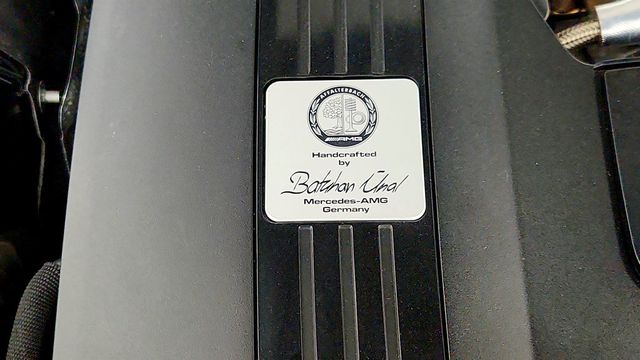 AFFALTERBACH
AMG
Handcrafted
by
Batuhan Ünal
Mercedes-AMG
Germany